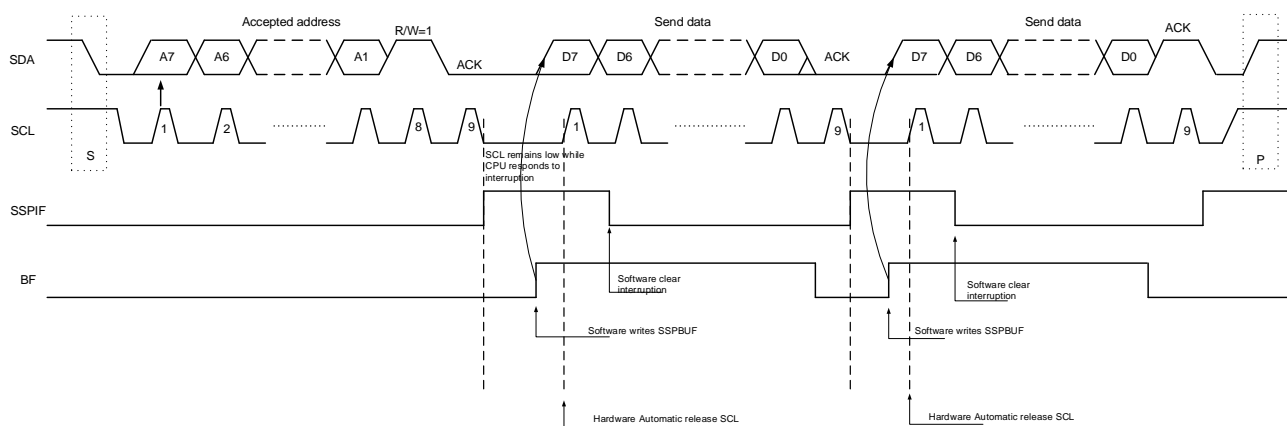 Accepted address
R/W=1
Send data
Send data
ACK
SDA
A7
A6
A1
ACK
D7
D6
D0
ACK
D7
D6
D0
SCL
1
2
8
9
1
9
1
9
S
SCL remains low while
CPU responds to
interruption
P
SSPIF
BF
Software clear
interruption
Software clear
interruption
Software writes SSPBUF
Software writes SSPBUF
Hardware Automatic release SCL
Hardware Automatic release SCL